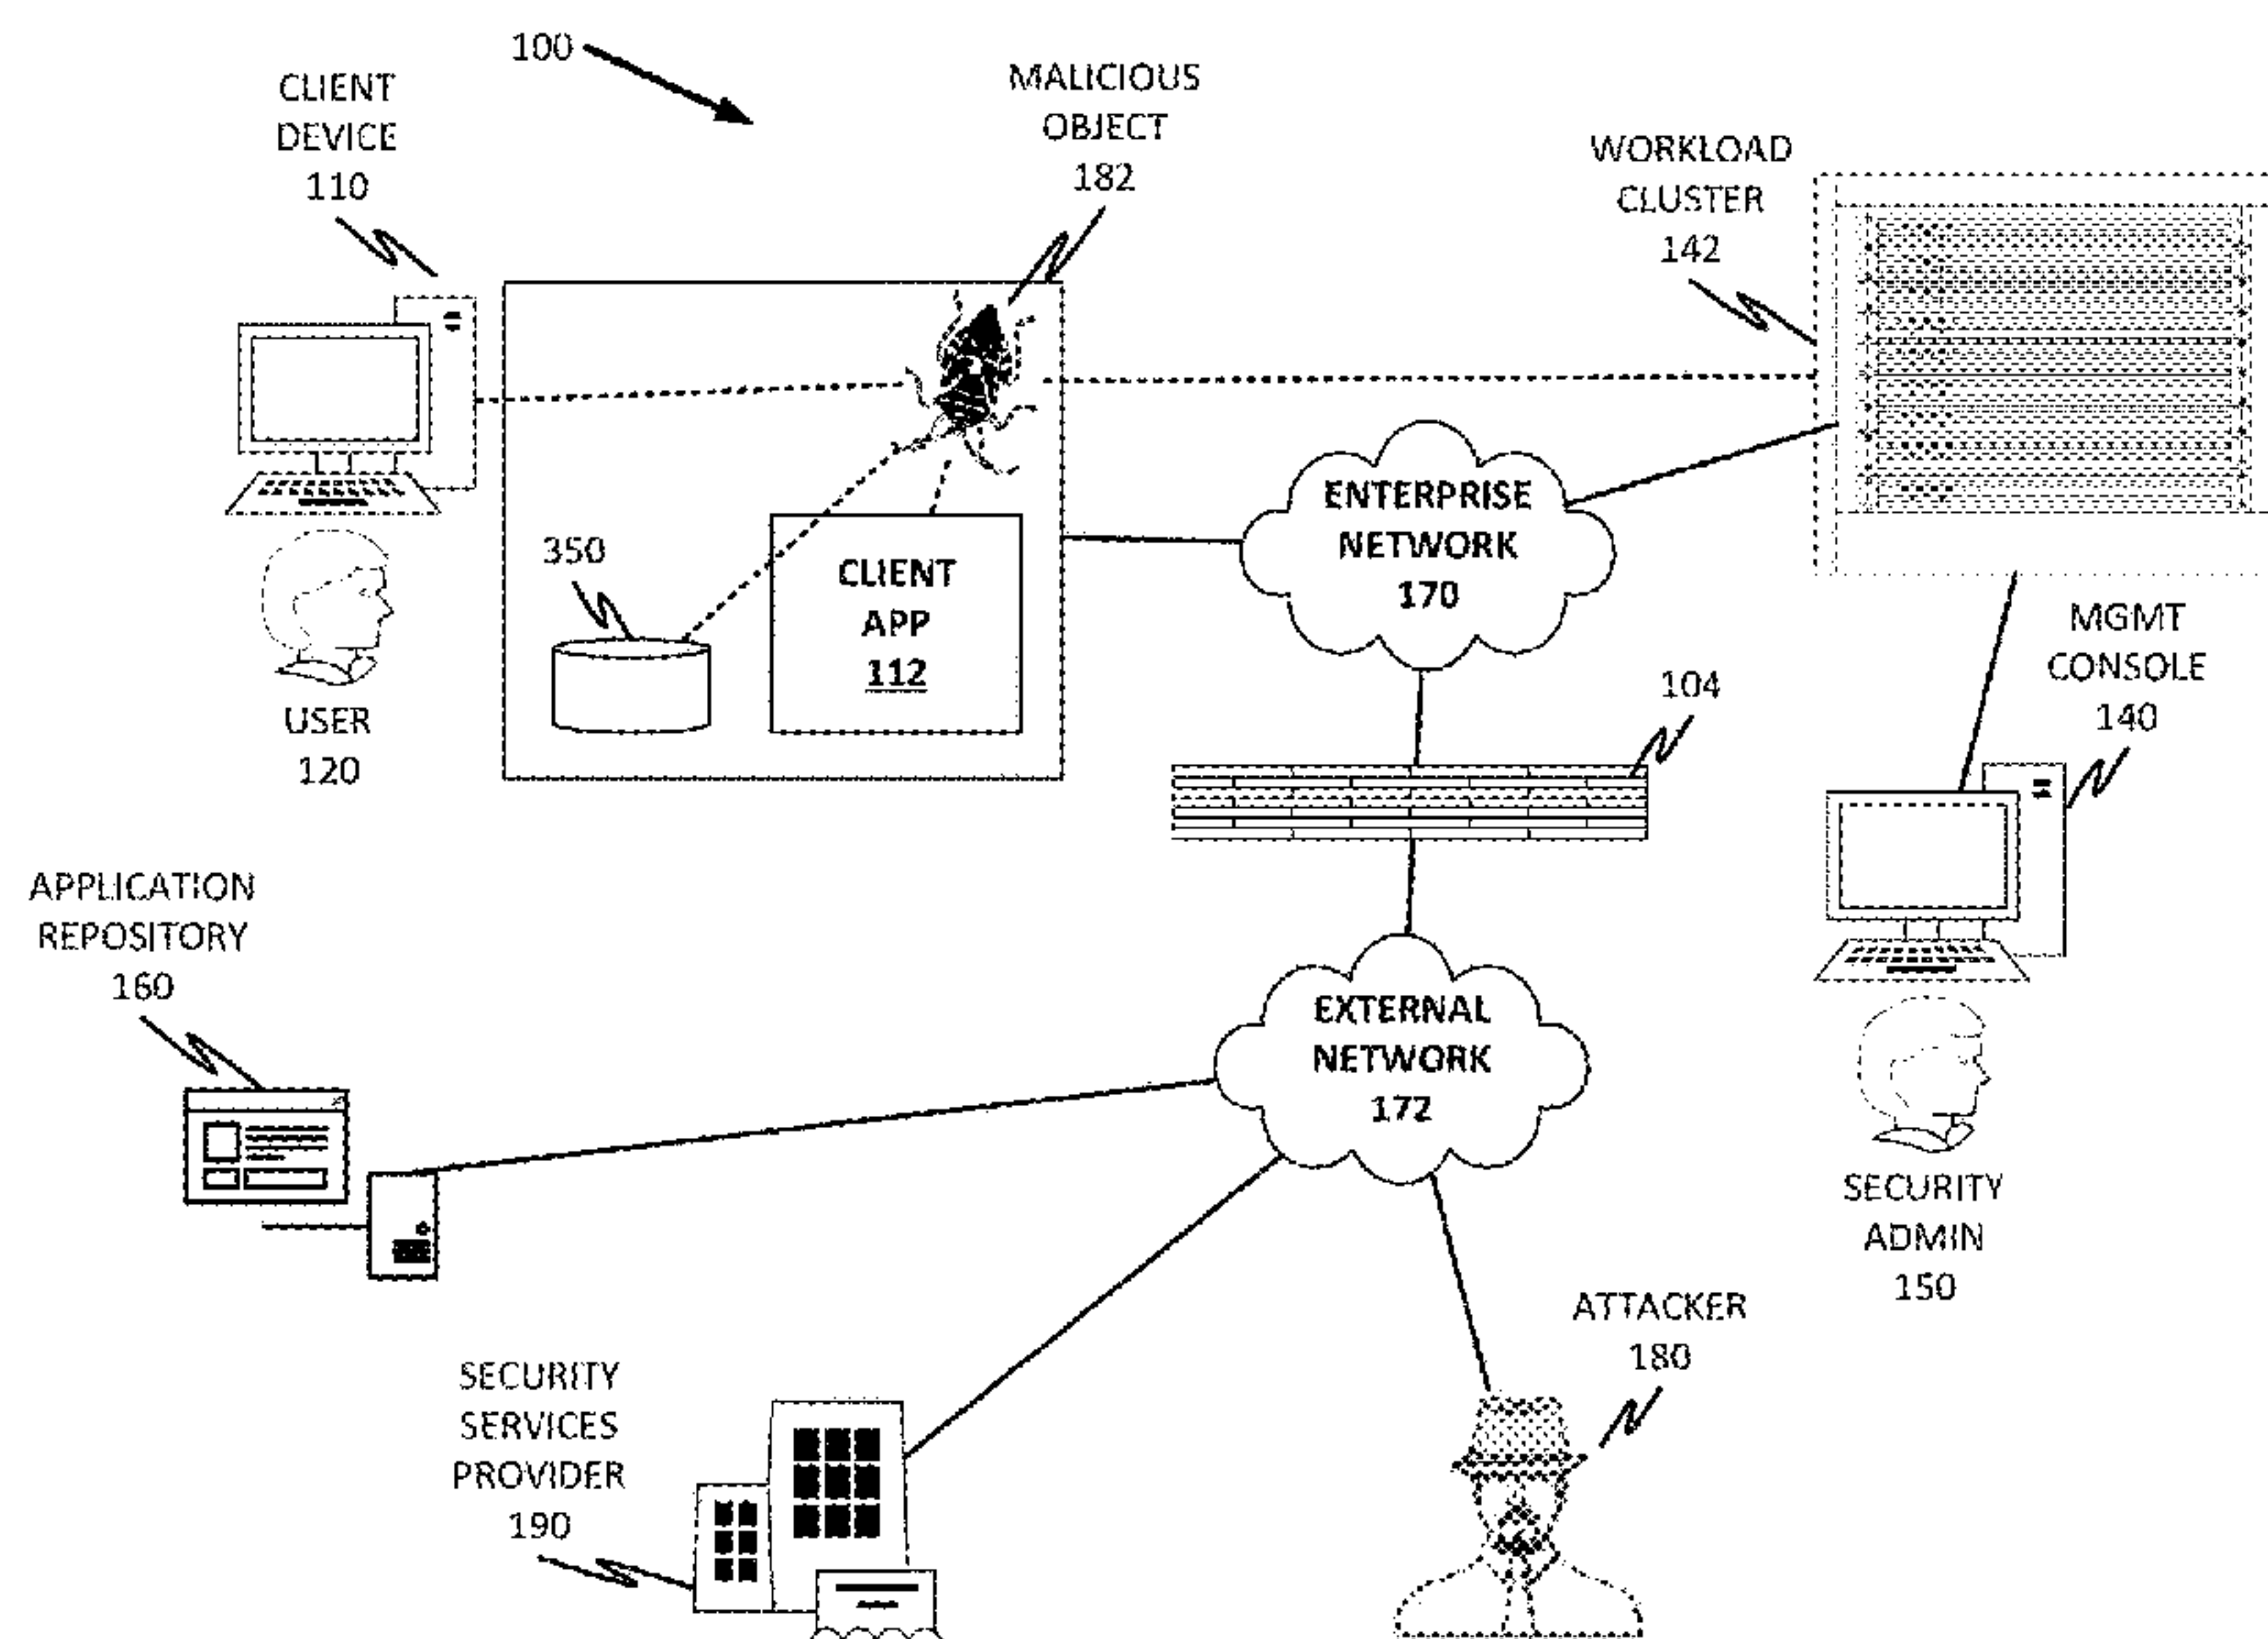 100
CLIENT
DEVICE
110
MALICIOUS
OBJECT
182
WORKLOAD
CLUSTER
142
ENTERPRISE
NETWORK
170
350
CLIENT
APP
112
USER
120
104
MGMT
CONSOLE
140
APPLICATION
REPOSITORY
160
EXTERNAL
NETWORK
172
SECURITY
ADMIN
150
ATTACKER
180
SECURITY
SERVICES
PROVIDER
190